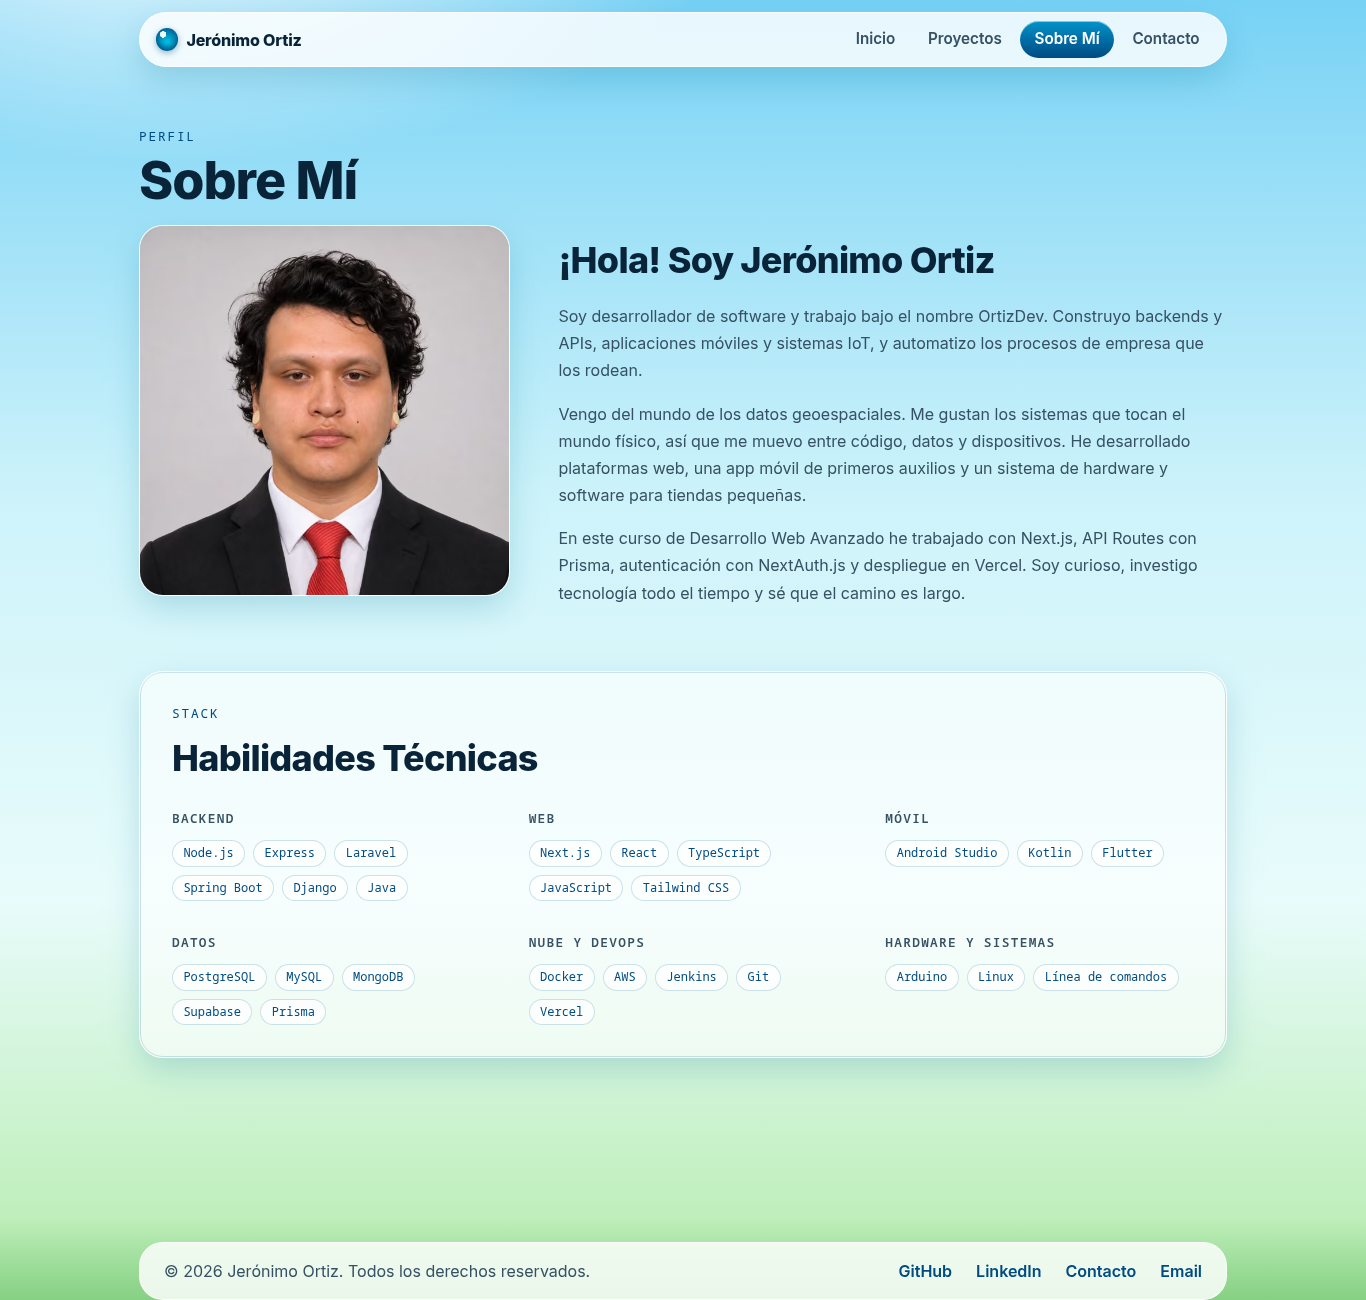 Jerónimo Ortiz
Inicio
Proyectos
Sobre Mí
Contacto
PERFIL
Sobre Mí
¡Hola! Soy Jerónimo Ortiz
Soy desarrollador de software y trabajo bajo el nombre OrtizDev. Construyo backends y
APIs, aplicaciones móviles y sistemas IoT, y automatizo los procesos de empresa que
los rodean.
Vengo del mundo de los datos geoespaciales. Me gustan los sistemas que tocan el
mundo físico, así que me muevo entre código, datos y dispositivos. He desarrollado
plataformas web, una app móvil de primeros auxilios y un sistema de hardware y
software para tiendas pequeñas.
En este curso de Desarrollo Web Avanzado he trabajado con Next.js, API Routes con
Prisma, autenticación con NextAuth.js y despliegue en Vercel. Soy curioso, investigo
tecnología todo el tiempo y sé que el camino es largo.
STACK
Habilidades Técnicas
BACKEND
Node.js
Express
Laravel
Spring Boot
Django
Java
WEB
Next.js
React
TypeScript
JavaScript
Tailwind CSS
MÓVIL
Android Studio
Kotlin
Flutter
DATOS
PostgreSQL
MySQL
MongoDB
Supabase
Prisma
NUBE Y DEVOPS
Docker
AWS
Jenkins
Git
Vercel
HARDWARE Y SISTEMAS
Arduino
Linux
Línea de comandos
© 2026 Jerónimo Ortiz. Todos los derechos reservados.
GitHub
LinkedIn
Contacto
Email